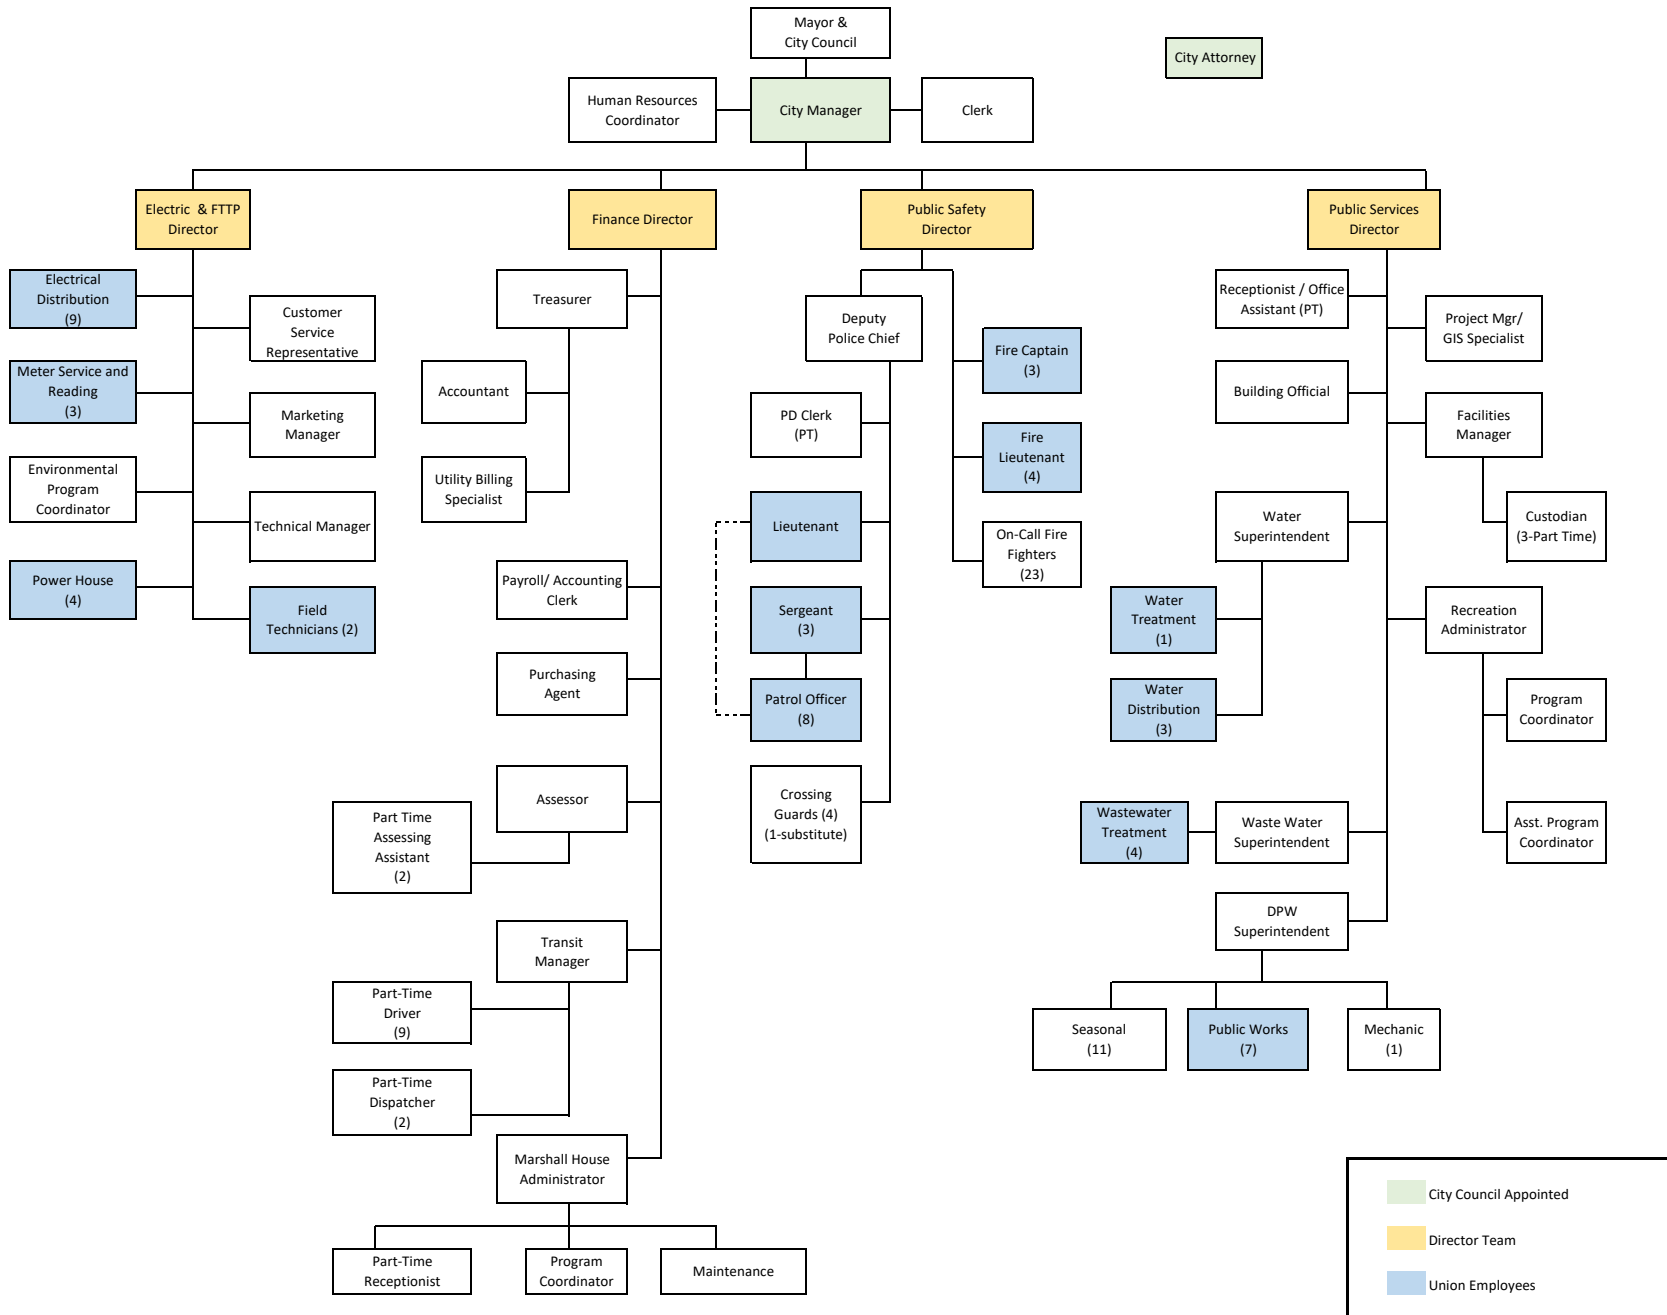 Mayor &
City Council
City Attorney
Human Resources
Coordinator
City Manager
Clerk
Electric & FTTP
Director
Finance Director
Public Safety
Director
Public Services
Director
Electrical
Distribution
(9)
Customer
Service
Representative
Meter Service and
Reading
(3)
Marketing
Manager
Environmental
Program
Coordinator
Technical Manager
Power House
(4)
Field
Technicians (2)
Treasurer
Accountant
Utility Billing
Specialist
Payroll/ Accounting
Clerk
Purchasing
Agent
Assessor
Part Time
Assessing
Assistant
(2)
Transit
Manager
Part-Time
Driver
(9)
Part-Time
Dispatcher
(2)
Marshall House
Administrator
Part-Time
Receptionist
Program
Coordinator
Maintenance
Deputy
Police Chief
Fire Captain
(3)
PD Clerk
(PT)
Fire
Lieutenant
(4)
Lieutenant
On-Call Fire
Fighters
(23)
Sergeant
(3)
Patrol Officer
(8)
Crossing
Guards (4)
(1-substitute)
Receptionist / Office
Assistant (PT)
Project Mgr/
GIS Specialist
Building Official
Facilities
Manager
Custodian
(3-Part Time)
Water
Superintendent
Water
Treatment
(1)
Water
Distribution
(3)
Recreation
Administrator
Program
Coordinator
Asst. Program
Coordinator
Wastewater
Treatment
(4)
Waste Water
Superintendent
DPW
Superintendent
Seasonal
(11)
Public Works
(7)
Mechanic
(1)
City Council Appointed
Director Team
Union Employees